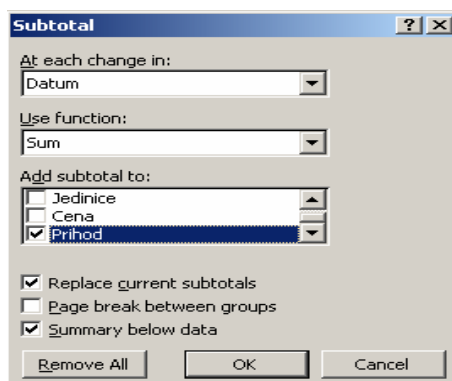 Subtotal
At each change in:
Datum
Use function:
Sum
Add subtotal to:
Jedinice
Cena
Prihod
Replace current subtotals
Page break between groups
Summary below data
Remove All OK Cancel